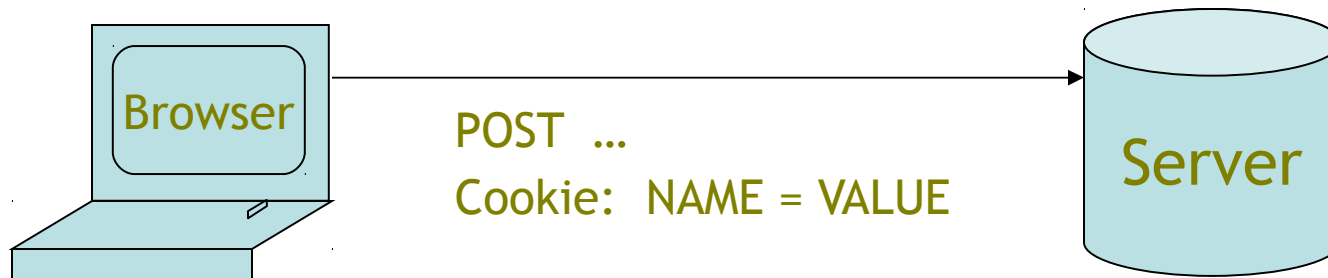 Browser
POST …
Cookie: NAME = VALUE
Server